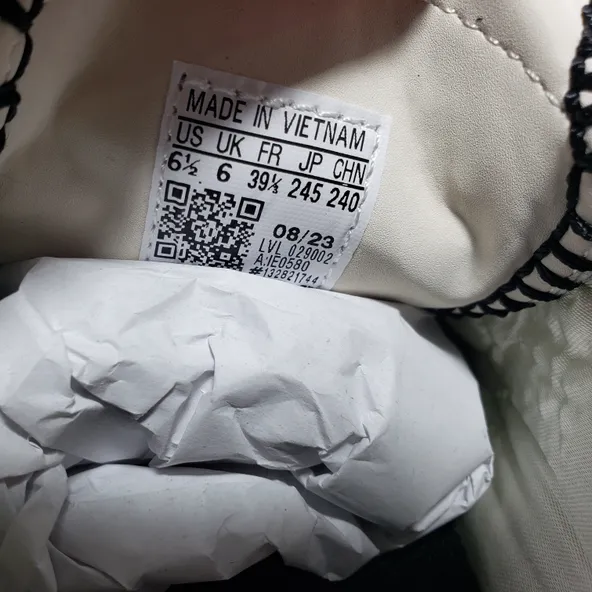 MADE IN VIETNAM
US UK FR JP CHN
6½ 6 39⅓ 245 240
08/23
LVL 029002
A:IE0580
#132821744